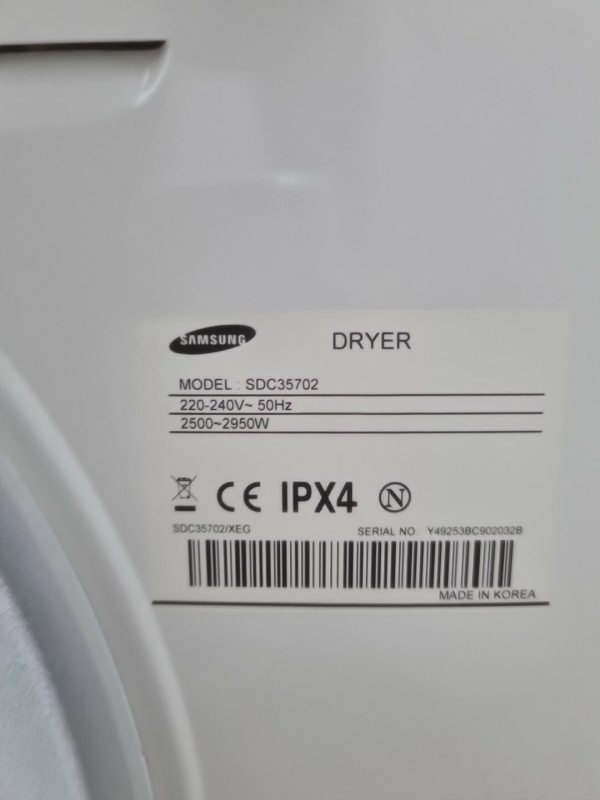 SAMSUNG DRYER
MODEL : SDC35702
220-240V~ 50Hz
2500~2950W
CE IPX4 N
SDC35702/XEG SERIAL NO. Y49253BC902032B
MADE IN KOREA